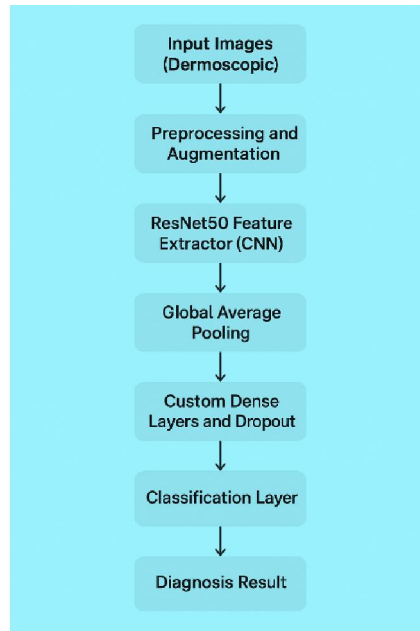 Input Images
(Dermoscopic)
Preprocessing and
Augmentation
ResNet50 Feature
Extractor (CNN)
Global Average
Pooling
Custom Dense
Layers and Dropout
Classification Layer
Diagnosis Result